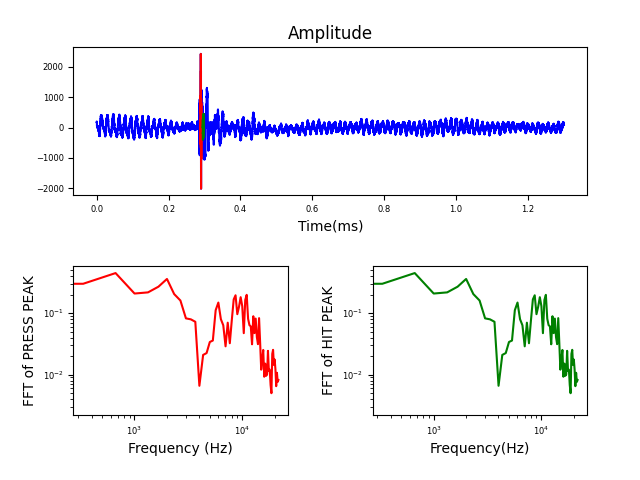 Amplitude
2000
1000
0
−1000
−2000
0.0 0.2 0.4 0.6 0.8 1.0 1.2
Time(ms)
FFT of PRESS PEAK
10⁻¹
10⁻²
10³ 10⁴
Frequency (Hz)
FFT of HIT PEAK
10⁻¹
10⁻²
10³ 10⁴
Frequency(Hz)